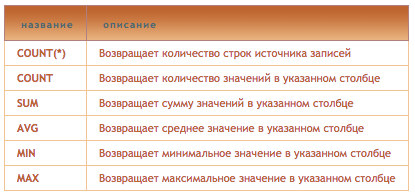 название описание
COUNT(*) Возвращает количество строк источника записей
COUNT Возвращает количество значений в указанном столбце
SUM Возвращает сумму значений в указанном столбце
AVG Возвращает среднее значение в указанном столбце
MIN Возвращает минимальное значение в указанном столбце
MAX Возвращает максимальное значение в указанном столбце